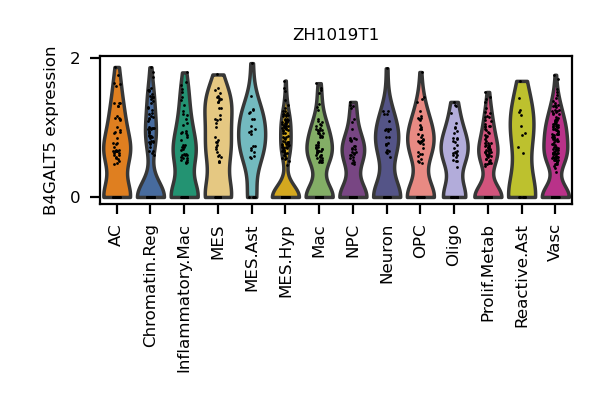 ZH1019T1
B4GALT5 expression
2
0
AC
Chromatin.Reg
Inflammatory.Mac
MES
MES.Ast
MES.Hyp
Mac
NPC
Neuron
OPC
Oligo
Prolif.Metab
Reactive.Ast
Vasc